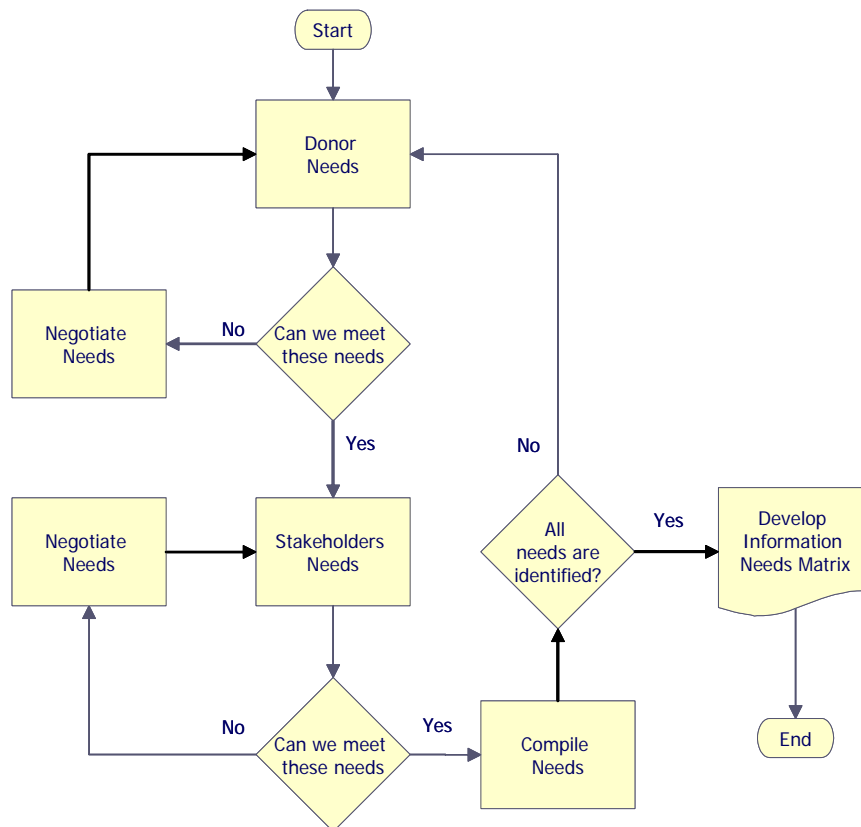 Start
Donor
Needs
Can we meet
these needs
No
Negotiate
Needs
Yes
Stakeholders
Needs
Negotiate
Needs
Can we meet
these needs
No
Yes
Compile
Needs
All
needs are
identified?
No
Yes
Develop
Information
Needs Matrix
End